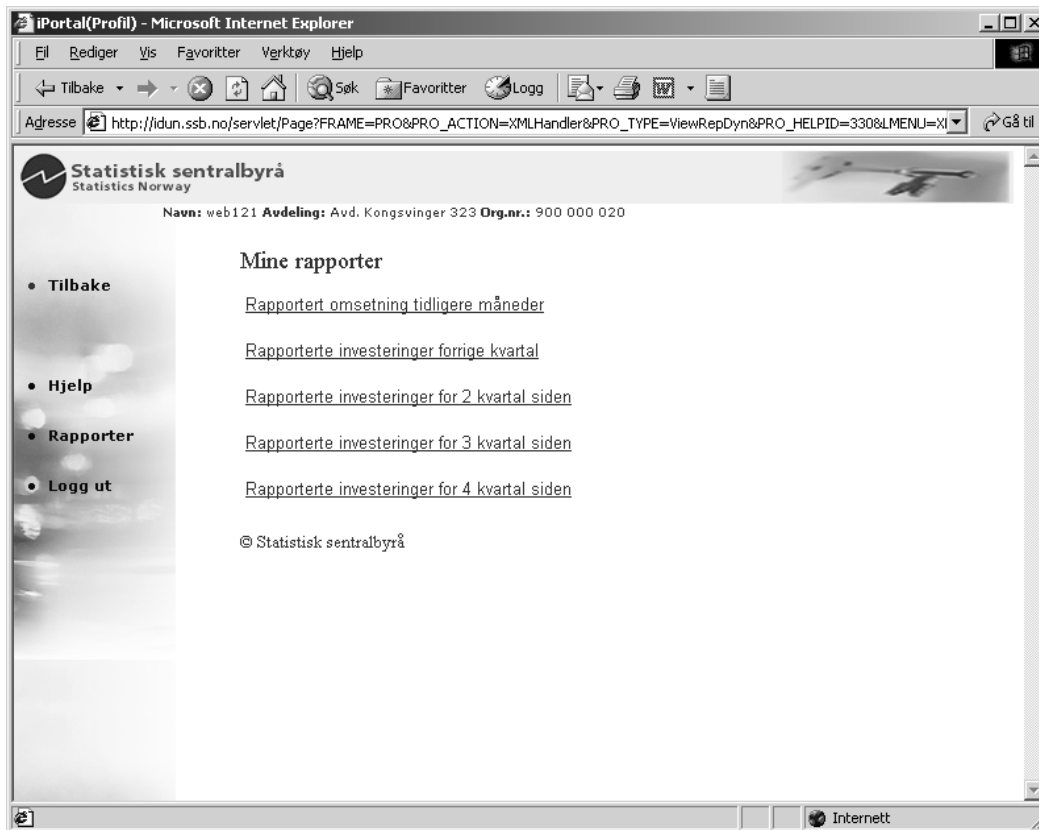 iPortal(Profil) - Microsoft Internet Explorer
Fil Rediger Vis Favoritter Verktøy Hjelp
Tilbake Søk Favoritter Logg
Adresse http://idun.ssb.no/servlet/Page?FRAME=PRO&PRO_ACTION=XMLHandler&PRO_TYPE=ViewRepDyn&PRO_HELPID=330&LMENU=XI Gå til
Statistisk sentralbyrå
Statistics Norway
Navn: web121 Avdeling: Avd. Kongsvinger 323 Org.nr.: 900 000 020
Mine rapporter
• Tilbake
Rapportert omsetning tidligere måneder
Rapporterte investeringer forrige kvartal
• Hjelp
Rapporterte investeringer for 2 kvartal siden
• Rapporter
Rapporterte investeringer for 3 kvartal siden
• Logg ut
Rapporterte investeringer for 4 kvartal siden
© Statistisk sentralbyrå
Internett